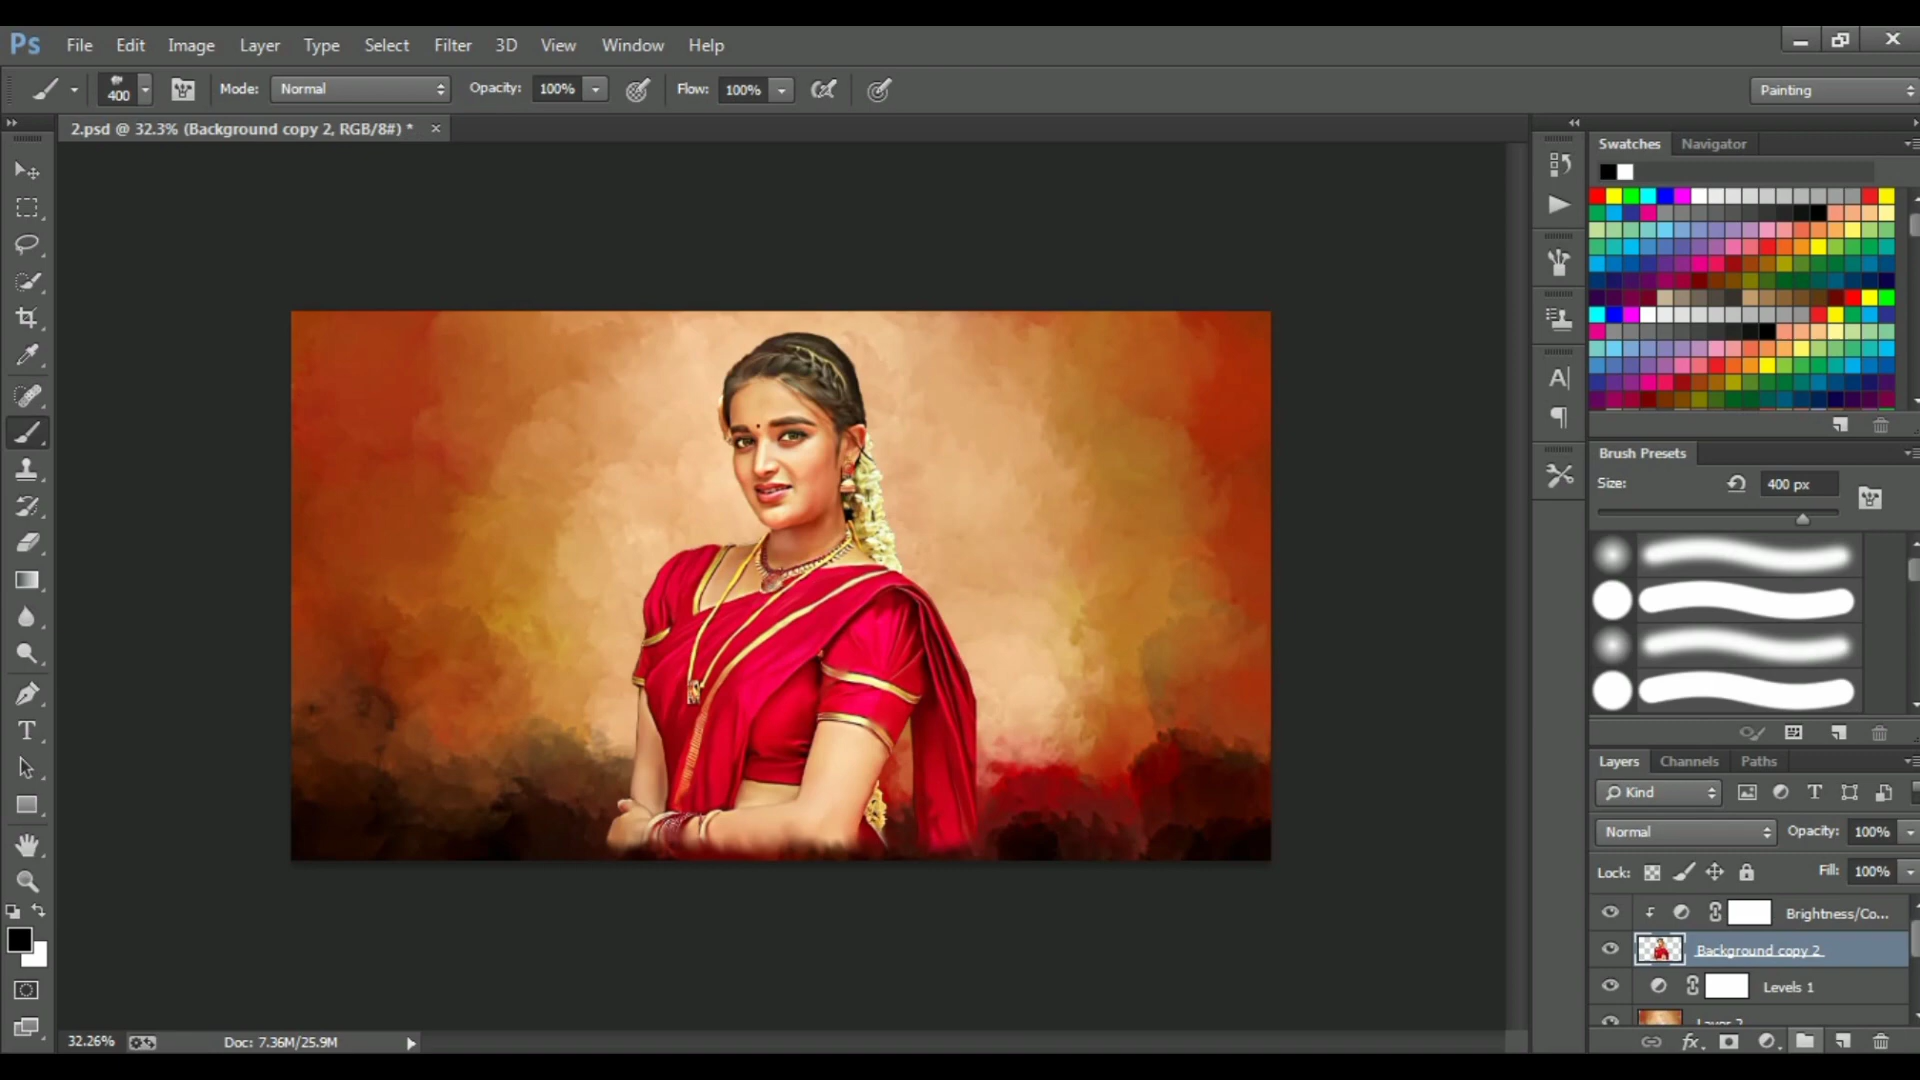 Ps File Edit Image Layer Type Select Filter 3D View Window Help
400 Mode: Normal Opacity: 100% Flow: 100% Painting
2.psd @ 32.3% (Background copy 2, RGB/8#) * ×
Swatches Navigator
Brush Presets
Size: 400 px
Layers Channels Paths
Kind
Normal Opacity: 100%
Lock: Fill: 100%
Brightness/Co...
Background copy 2
Levels 1
Layer 2
32.26% Doc: 7.36M/25.9M